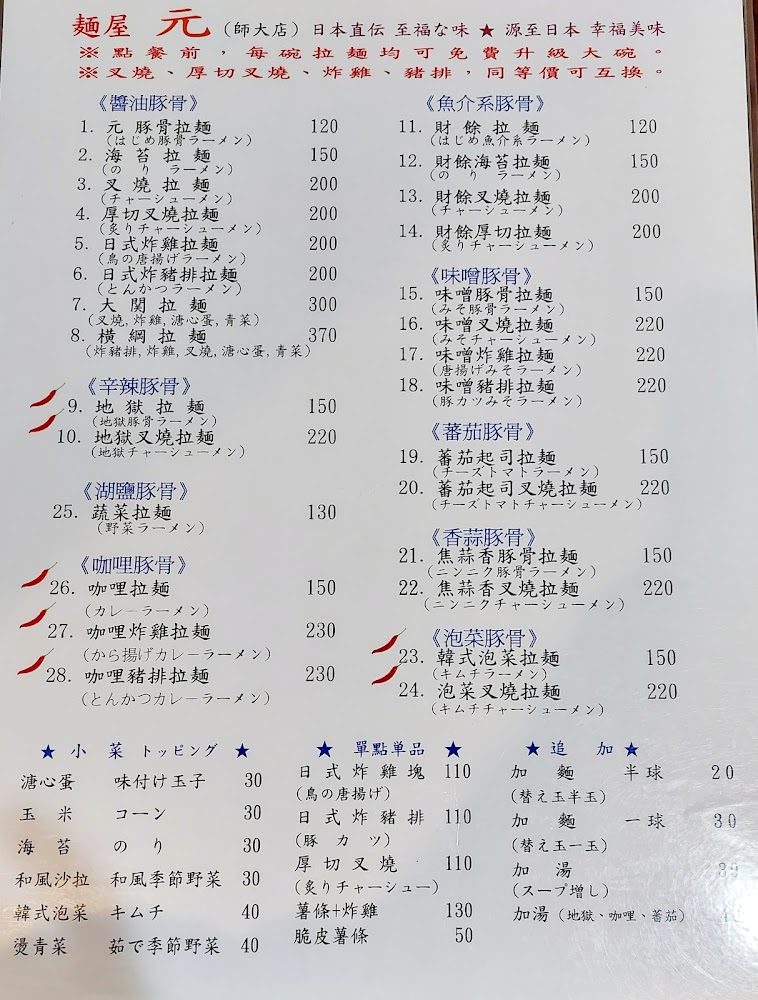 麵屋 元 (師大店) 日本直伝 至福な味 ★ 源至日本 幸福美味
※點餐前，每碗拉麵均可免費升級大碗。
※叉燒、厚切叉燒、炸雞、豬排，同等價可互換。
《醬油豚骨》
1. 元 豚骨拉麵 120
(はじめ豚骨ラーメン)
2. 海苔拉麵 150
(のり ラーメン)
3. 叉燒拉麵 200
(チャーシューメン)
4. 厚切叉燒拉麵 200
(炙りチャーシューメン)
5. 日式炸雞拉麵 200
(鳥の唐揚げラーメン)
6. 日式炸豬排拉麵 200
(とんかつラーメン)
7. 大関拉麵 300
(叉燒,炸雞,溏心蛋,青菜)
8. 橫綱拉麵 370
(炸豬排,炸雞,叉燒,溏心蛋,青菜)
《辛辣豚骨》
9. 地獄拉麵 150
(地獄豚骨ラーメン)
10. 地獄叉燒拉麵 220
(地獄チャーシューメン)
《湖鹽豚骨》
25. 蔬菜拉麵 130
(野菜ラーメン)
《咖哩豚骨》
26. 咖哩拉麵 150
(カレーラーメン)
27. 咖哩炸雞拉麵 230
(から揚げカレーラーメン)
28. 咖哩豬排拉麵 230
(とんかつカレーラーメン)
《魚介系豚骨》
11. 財餘拉麵 120
(はじめ魚介系ラーメン)
12. 財餘海苔拉麵 150
(のり ラーメン)
13. 財餘叉燒拉麵 200
(チャーシューメン)
14. 財餘厚切拉麵 200
(炙りチャーシューメン)
《味噌豚骨》
15. 味噌豚骨拉麵 150
(みそ豚骨ラーメン)
16. 味噌叉燒拉麵 220
(みそチャーシューメン)
17. 味噌炸雞拉麵 220
(唐揚げみそラーメン)
18. 味噌豬排拉麵 220
(豚カツみそラーメン)
《蕃茄豚骨》
19. 蕃茄起司拉麵 150
(チーズトマトラーメン)
20. 蕃茄起司叉燒拉麵 220
(チーズトマトチャーシューメン)
《香蒜豚骨》
21. 焦蒜香豚骨拉麵 150
(ニンニク豚骨ラーメン)
22. 焦蒜香叉燒拉麵 220
(ニンニクチャーシューメン)
《泡菜豚骨》
23. 韓式泡菜拉麵 150
(キムチラーメン)
24. 泡菜叉燒拉麵 220
(キムチチャーシューメン)
★ 小 菜 トッピング ★
溏心蛋 味付け玉子 30
玉米 コーン 30
海苔 のり 30
和風沙拉 和風季節野菜 30
韓式泡菜 キムチ 40
燙青菜 茹で季節野菜 40
★ 單點単品 ★
日式炸雞塊 110
(鳥の唐揚げ)
日式炸豬排 110
(豚カツ)
厚切叉燒 110
(炙りチャーシュー)
薯條+炸雞 130
脆皮薯條 50
★ 追 加 ★
加麵 半球 20
(替え玉半玉)
加麵 一球 30
(替え玉一玉)
加湯 30
(スープ増し)
加湯(地獄、咖哩、蕃茄)